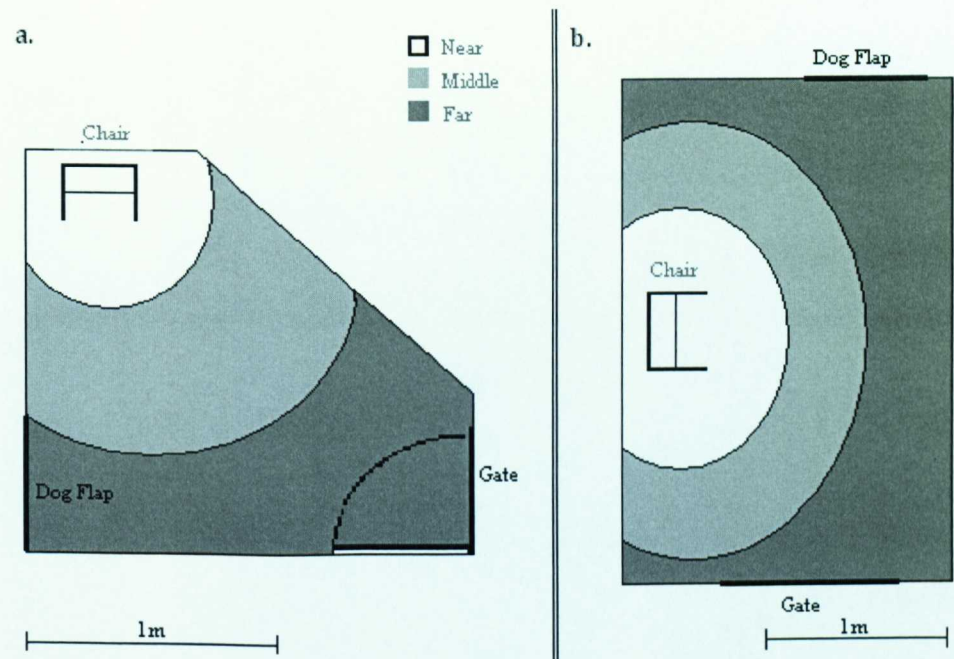 a.
Near
Middle
Far
Chair
Dog Flap
Gate
1m
b.
Dog Flap
Chair
Gate
1m